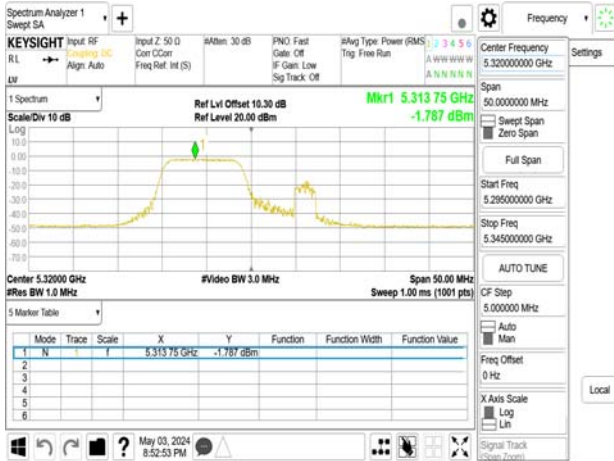 Spectrum Analyzer 1
Swept SA
Frequency
KEYSIGHT
RL
Input: RF
Coupling: DC
Align: Auto
Input Z: 50 Ω
Corr CCorr
Freq Ref: Int (S)
#Atten: 30 dB
PNO: Fast
Gate: Off
IF Gain: Low
Sig Track: Off
#Avg Type: Power (RMS
Trig: Free Run
1 2 3 4 5 6
A W W W W W
A N N N N N
1 Spectrum
Scale/Div 10 dB
Log
Ref Lvl Offset 10.30 dB
Ref Level 20.00 dBm
Mkr1 5.313 75 GHz
-1.787 dBm
10.0
0.00
-10.0
-20.0
-30.0
-40.0
-50.0
-60.0
-70.0
1
Center 5.32000 GHz
#Res BW 1.0 MHz
#Video BW 3.0 MHz
Span 50.00 MHz
Sweep 1.00 ms (1001 pts)
5 Marker Table
Mode Trace Scale X Y Function Function Width Function Value
1 N 1 f 5.313 75 GHz -1.787 dBm
2
3
4
5
6
May 03, 2024
8:52:53 PM
Center Frequency
5.320000000 GHz
Span
50.0000000 MHz
Swept Span
Zero Span
Full Span
Start Freq
5.295000000 GHz
Stop Freq
5.345000000 GHz
AUTO TUNE
CF Step
5.000000 MHz
Auto
Man
Freq Offset
0 Hz
X Axis Scale
Log
Lin
Signal Track
(Span Zoom)
Settings
Local